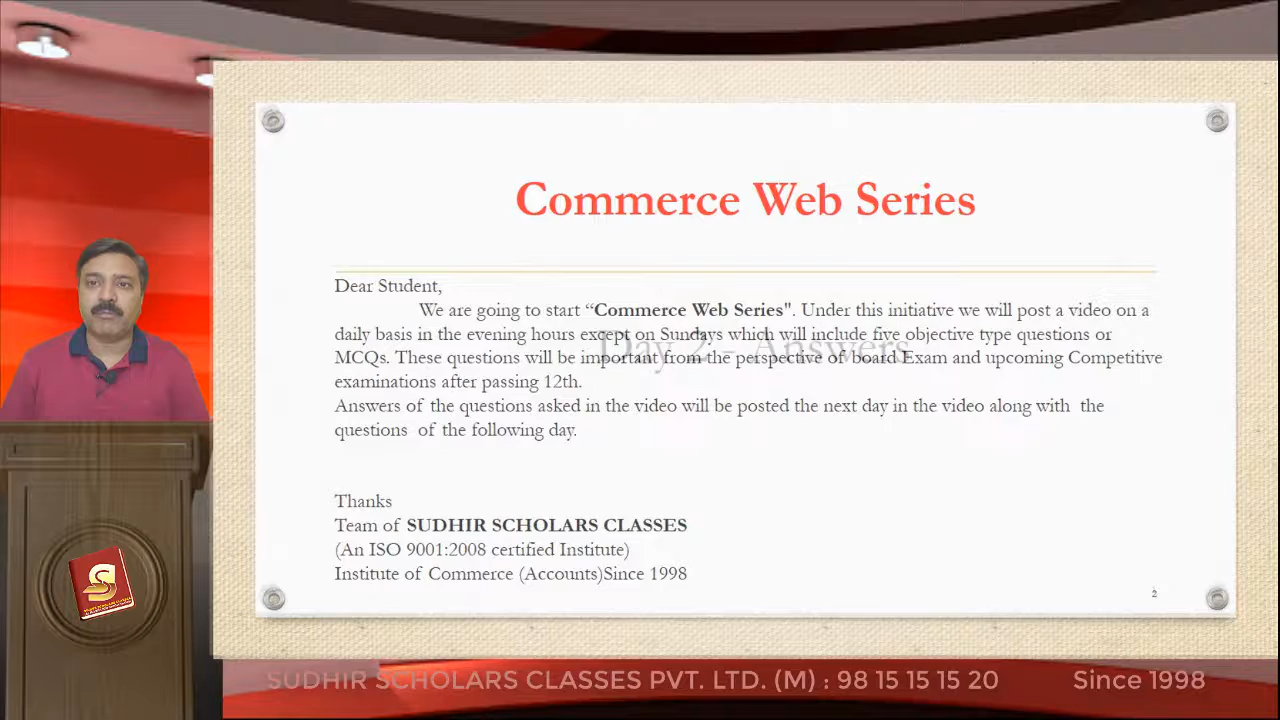 Commerce Web Series
Dear Student,
We are going to start “Commerce Web Series". Under this initiative we will post a video on a
daily basis in the evening hours except on Sundays which will include five objective type questions or
Day 2 - Answers
MCQs. These questions will be important from the perspective of board Exam and upcoming Competitive
examinations after passing 12th.
Answers of the questions asked in the video will be posted the next day in the video along with the
questions of the following day.
Thanks
Team of SUDHIR SCHOLARS CLASSES
(An ISO 9001:2008 certified Institute)
Institute of Commerce (Accounts)Since 1998
2
S
SUDHIR SCHOLARS CLASSES PVT. LTD. (M) : 98 15 15 15 20 Since 1998